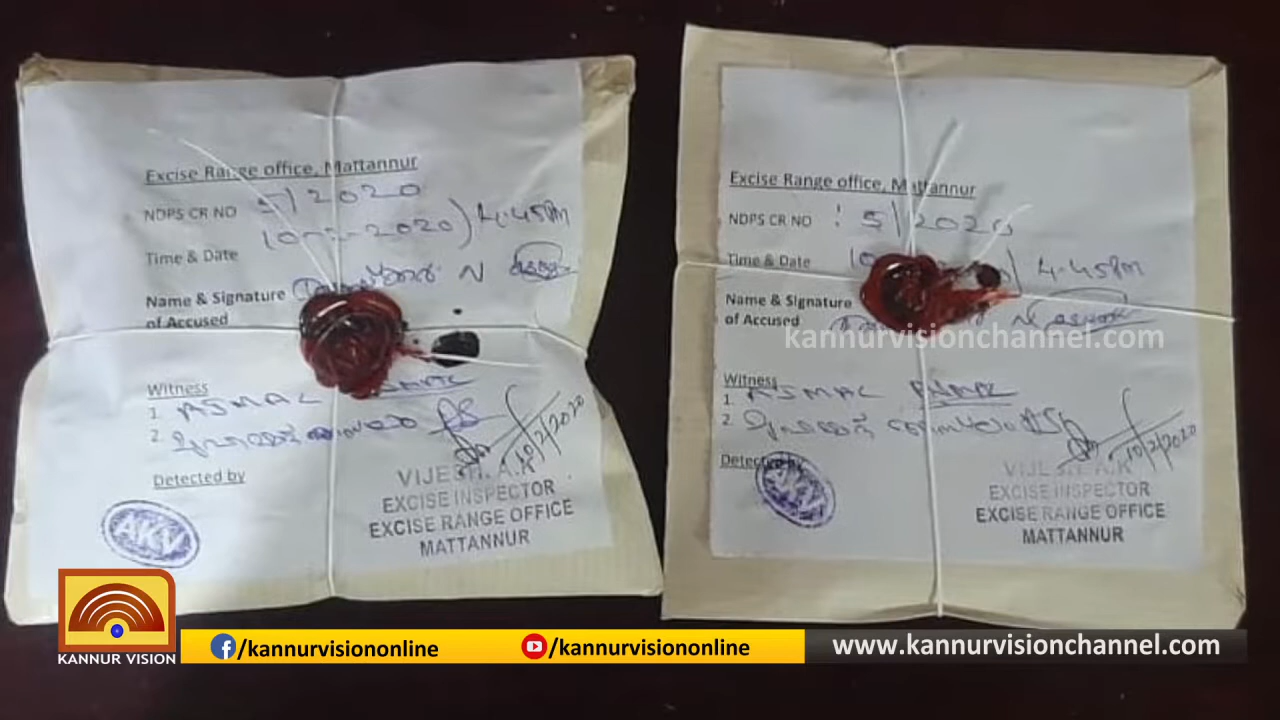 Excise Range office, Mattannur
NDPS CR NO 5/2020
Time & Date 10-2-2020) 4.45PM
Name & Signature N
of Accused
Witness
1 ASMAL
2
Detected by
AKV
VIJESH. A.K
EXCISE INSPECTOR
EXCISE RANGE OFFICE
MATTANNUR
10/2/2020
Excise Range office, Mattannur
NDPS CR NO : 5/2020
Time & Date 4.45PM
Name & Signature N
of Accused
Witness
1 ASMAL
2
Detected by
AKV
VIJESH A.K
EXCISE INSPECTOR
EXCISE RANGE OFFICE
MATTANNUR
10/2/2020
kannurvisionchannel.com
KANNUR VISION
/kannurvisiononline
/kannurvisiononline
www.kannurvisionchannel.com